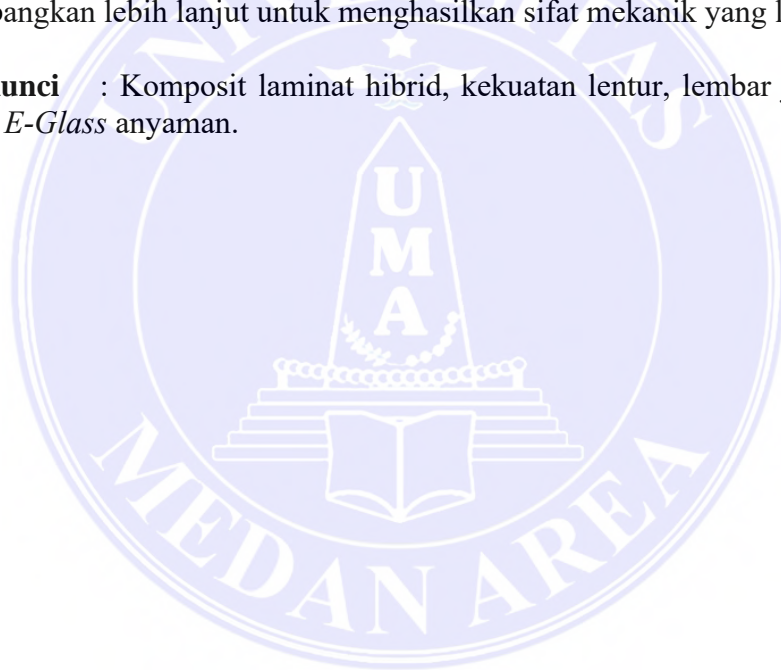 bangkan lebih lanjut untuk menghasilkan sifat mekanik yang l
unci : Komposit laminat hibrid, kekuatan lentur, lembar
E-Glass anyaman.
UNIVERSITAS
UMA
MEDAN AREA